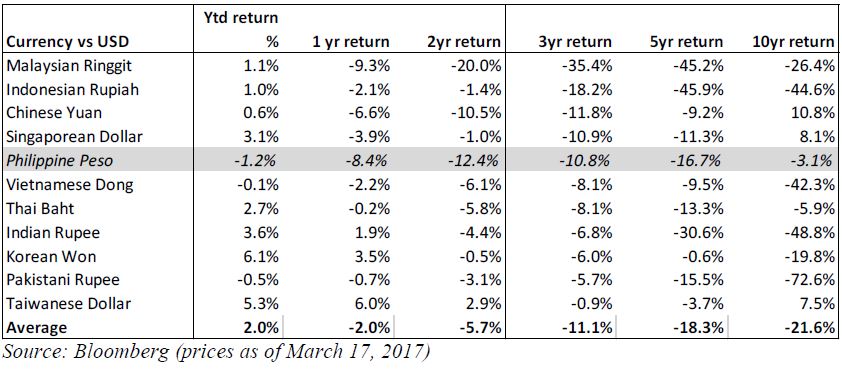 Ytd return
Currency vs USD % 1 yr return 2yr return 3yr return 5yr return 10yr return
Malaysian Ringgit 1.1% -9.3% -20.0% -35.4% -45.2% -26.4%
Indonesian Rupiah 1.0% -2.1% -1.4% -18.2% -45.9% -44.6%
Chinese Yuan 0.6% -6.6% -10.5% -11.8% -9.2% 10.8%
Singaporean Dollar 3.1% -3.9% -1.0% -10.9% -11.3% 8.1%
Philippine Peso -1.2% -8.4% -12.4% -10.8% -16.7% -3.1%
Vietnamese Dong -0.1% -2.2% -6.1% -8.1% -9.5% -42.3%
Thai Baht 2.7% -0.2% -5.8% -8.1% -13.3% -5.9%
Indian Rupee 3.6% 1.9% -4.4% -6.8% -30.6% -48.8%
Korean Won 6.1% 3.5% -0.5% -6.0% -0.6% -19.8%
Pakistani Rupee -0.5% -0.7% -3.1% -5.7% -15.5% -72.6%
Taiwanese Dollar 5.3% 6.0% 2.9% -0.9% -3.7% 7.5%
Average 2.0% -2.0% -5.7% -11.1% -18.3% -21.6%
Source: Bloomberg (prices as of March 17, 2017)